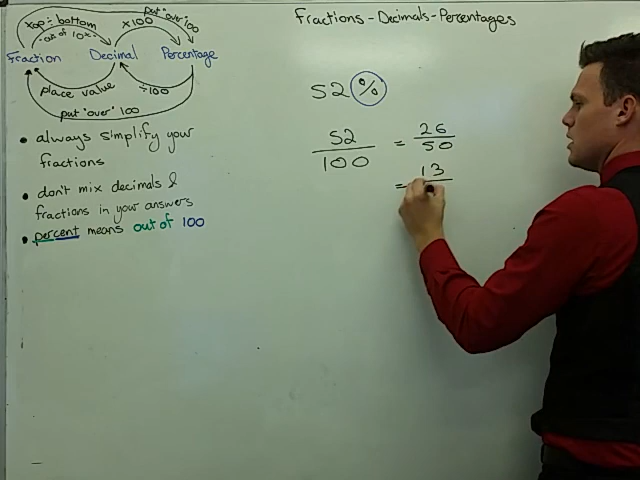 Fractions - Decimals - Percentages
put "over" 100
top ÷ bottom
"out of 10x"
x100
Fraction
Decimal
Percentage
place value
÷100
put "over" 100
52%
• always simplify your
fractions
• don't mix decimals &
fractions in your answers
• percent means out of 100
52
100
= 26
50
= 13